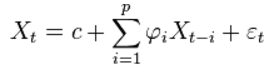 $X_t = c + \sum_{i=1}^{p} \varphi_i X_{t-i} + \varepsilon_t$